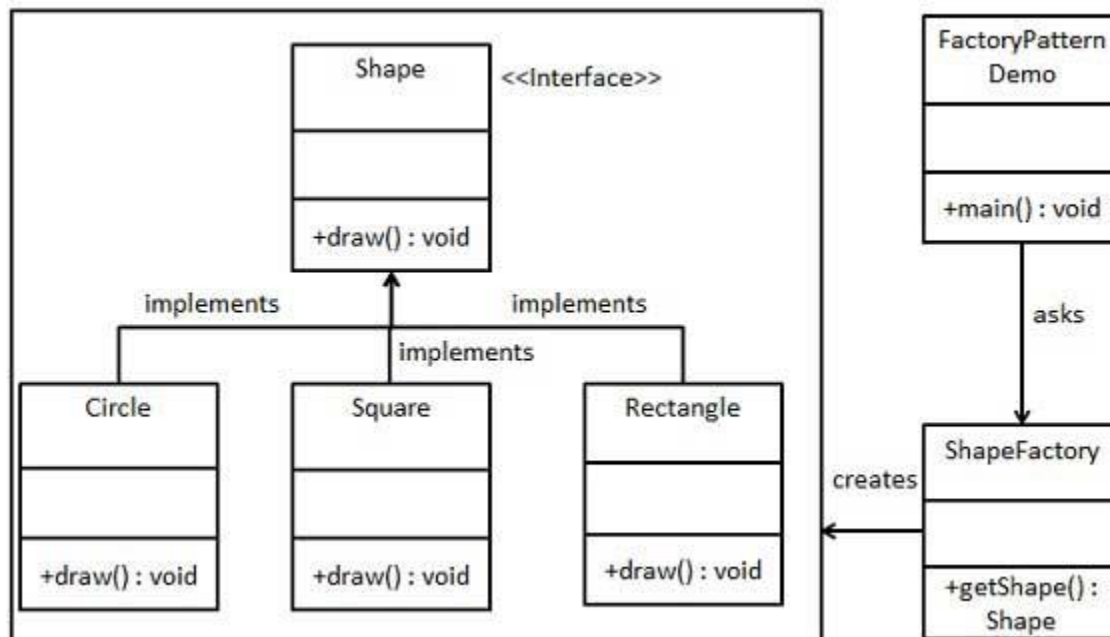 Shape
<<Interface>>
+draw() : void
implements
implements
implements
Circle
+draw() : void
Square
+draw() : void
Rectangle
+draw() : void
FactoryPattern
Demo
+main() : void
asks
ShapeFactory
creates
+getShape() :
Shape